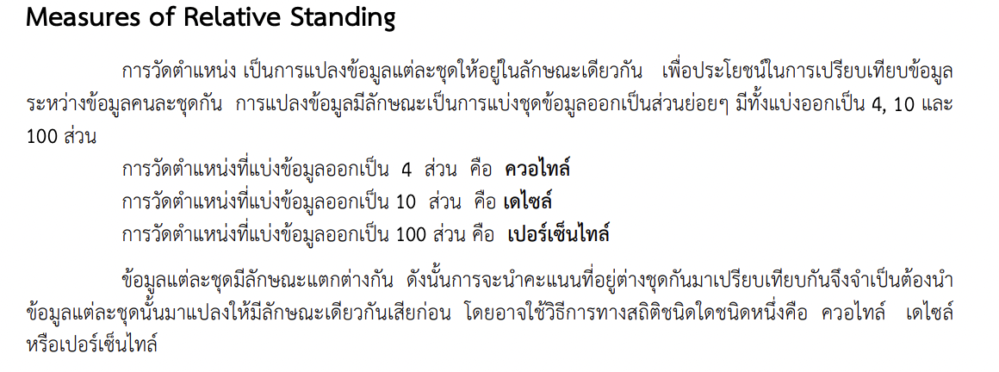 Measures of Relative Standing
การวัดตำแหน่ง เป็นการแปลงข้อมูลแต่ละชุดให้อยู่ในลักษณะเดียวกัน เพื่อประโยชน์ในการเปรียบเทียบข้อมูล
ระหว่างข้อมูลคนละชุดกัน การแปลงข้อมูลมีลักษณะเป็นการแบ่งชุดข้อมูลออกเป็นส่วนย่อยๆ มีทั้งแบ่งออกเป็น 4, 10 และ
100 ส่วน
การวัดตำแหน่งที่แบ่งข้อมูลออกเป็น 4 ส่วน คือ ควอไทล์
การวัดตำแหน่งที่แบ่งข้อมูลออกเป็น 10 ส่วน คือ เดไซล์
การวัดตำแหน่งที่แบ่งข้อมูลออกเป็น 100 ส่วน คือ เปอร์เซ็นไทล์
ข้อมูลแต่ละชุดมีลักษณะแตกต่างกัน ดังนั้นการจะนำคะแนนที่อยู่ต่างชุดกันมาเปรียบเทียบกันจึงจำเป็นต้องนำ
ข้อมูลแต่ละชุดนั้นมาแปลงให้มีลักษณะเดียวกันเสียก่อน โดยอาจใช้วิธีการทางสถิติชนิดใดชนิดหนึ่งคือ ควอไทล์ เดไซล์
หรือเปอร์เซ็นไทล์